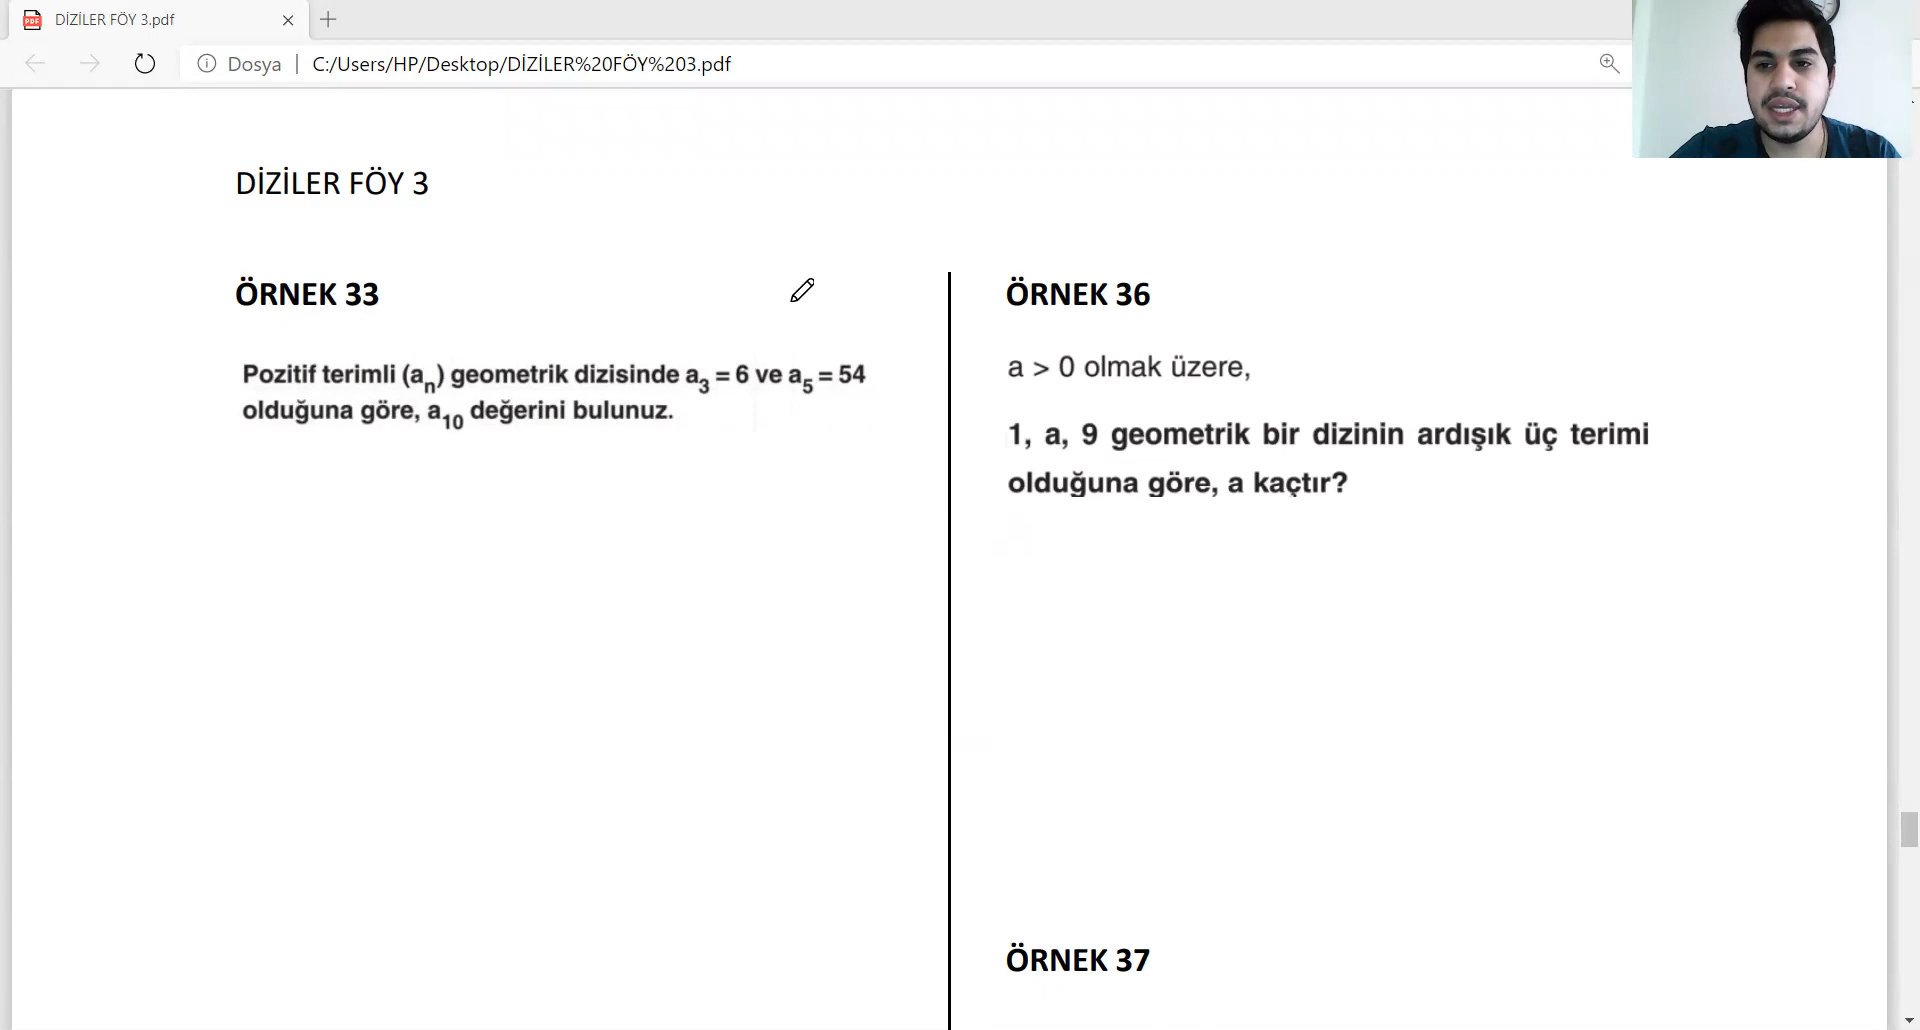 DİZİLER FÖY 3.pdf
Dosya | C:/Users/HP/Desktop/DİZİLER%20FÖY%203.pdf
DİZİLER FÖY 3
ÖRNEK 33
Pozitif terimli (aₙ) geometrik dizisinde a₃ = 6 ve a₅ = 54
olduğuna göre, a₁₀ değerini bulunuz.
ÖRNEK 36
a > 0 olmak üzere,
1, a, 9 geometrik bir dizinin ardışık üç terimi
olduğuna göre, a kaçtır?
ÖRNEK 37